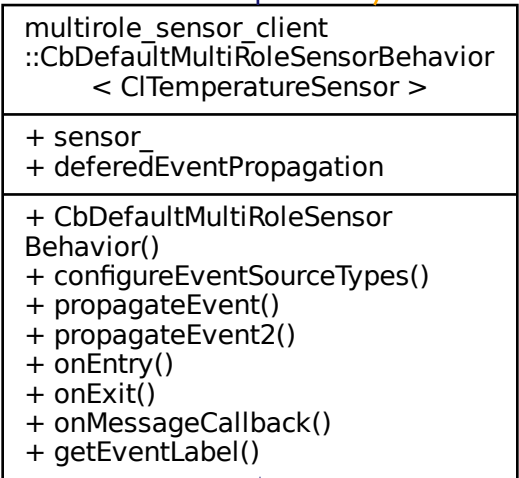 multirole_sensor_client
::CbDefaultMultiRoleSensorBehavior
< ClTemperatureSensor >
+ sensor_
+ deferedEventPropagation
+ CbDefaultMultiRoleSensor
Behavior()
+ configureEventSourceTypes()
+ propagateEvent()
+ propagateEvent2()
+ onEntry()
+ onExit()
+ onMessageCallback()
+ getEventLabel()